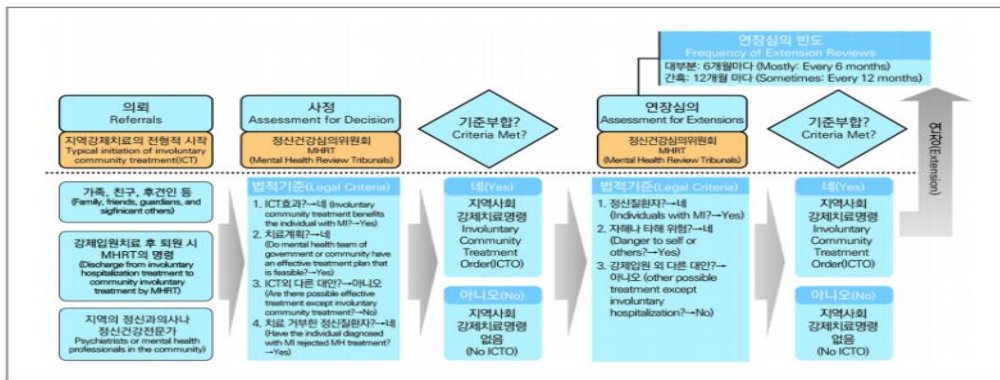 연장심의 빈도
Frequency of Extension Reviews
대부분: 6개월마다 (Mostly: Every 6 months)
간혹: 12개월 마다 (Sometimes: Every 12 months)
의뢰
Referrals
지역강제치료의 전형적 시작
Typical initiation of involuntary
community treatment(ICT)
사정
Assessment for Decision
정신건강심의위원회
MHRT
(Mental Health Review Tribunals)
기준부합?
Criteria Met?
연장심의
Assessment for Extensions
정신건강심의위원회
MHRT
(Mental Health Review Tribunals)
기준부합?
Criteria Met?
(Extension)
가족, 친구, 후견인 등
(Family, friends, guardians, and
sigfinicant others)
강제입원치료 후 퇴원 시
MHRT의 명령
(Discharge from involuntary
hospitalization treatment to
community involuntary
treatment by MHRT)
지역의 정신과의사나
정신건강전문가
Psychiatrists or mental health
professionals in the community)
법적기준(Legal Criteria)
1. ICT효과?→네 (Involuntary
community treatment benefits
the individual with MI?→Yes)
2. 치료계획?→네
(Do mental health team of
government or community have
an effective treatment plan that
is feasible?→Yes)
3. ICT외 다른 대안?→아니오
(Are there possible effective
treatment except involuntary
community treatment?→No)
4. 치료 거부한 정신질환자?→네
(Have the individual diagnosed
with MI rejected MH treatment?
→Yes)
네(Yes)
지역사회
강제치료명령
Involuntary
Community
Treatment
Order(ICTO)
아니오(No)
지역사회
강제치료명령
없음
(No ICTO)
법적기준(Legal Criteria)
1. 정신질환자?→네
(Individuals with MI?→Yes)
2. 자해나 타해 위험?→네
(Danger to self or
others?→Yes)
3. 강제입원 외 다른 대안?→
아니오 (other possible
treatment except
involuntary
hospitalization?→No)
네(Yes)
지역사회
강제치료명령
Involuntary
Community
Treatment
Order(ICTO)
아니오(No)
지역사회
강제치료명령
없음
(No ICTO)